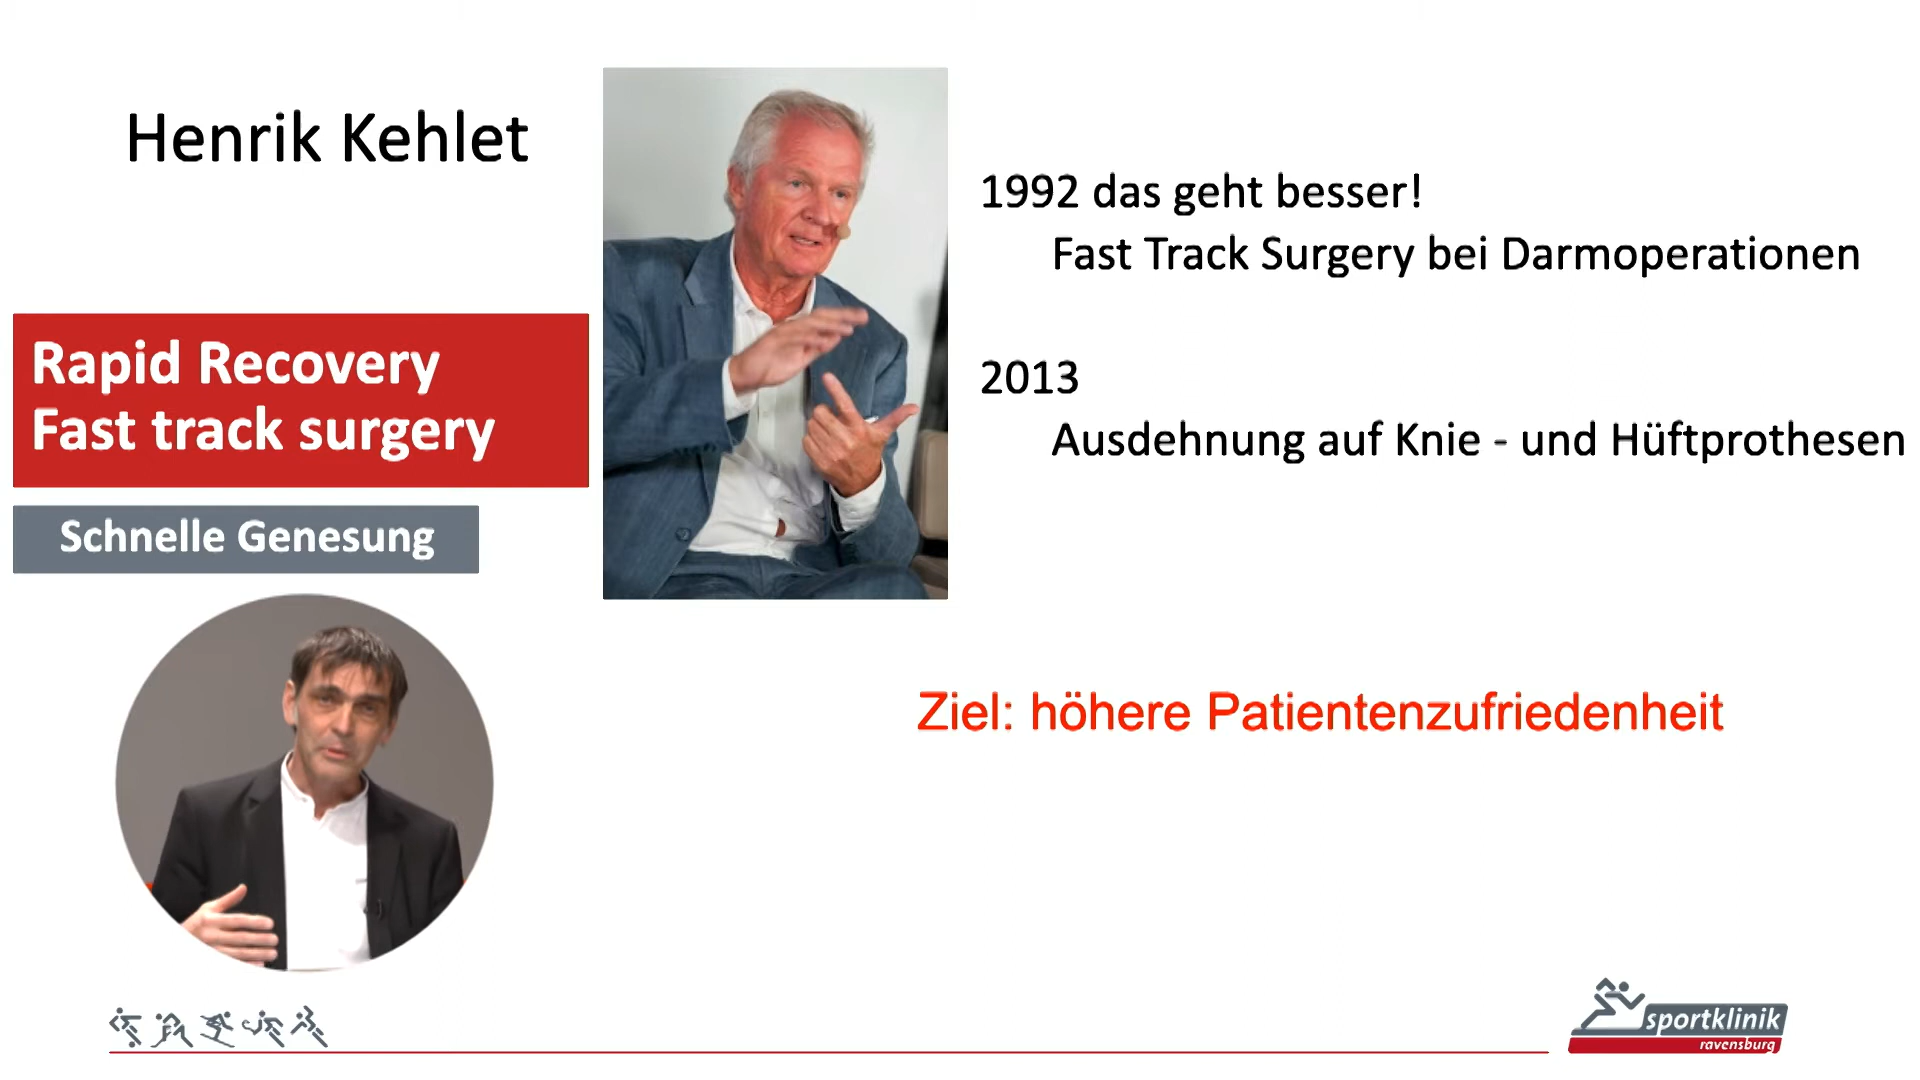 Henrik Kehlet
Rapid Recovery
Fast track surgery
Schnelle Genesung
1992 das geht besser!
Fast Track Surgery bei Darmoperationen
2013
Ausdehnung auf Knie - und Hüftprothesen
Ziel: höhere Patientenzufriedenheit
sportklinik
ravensburg